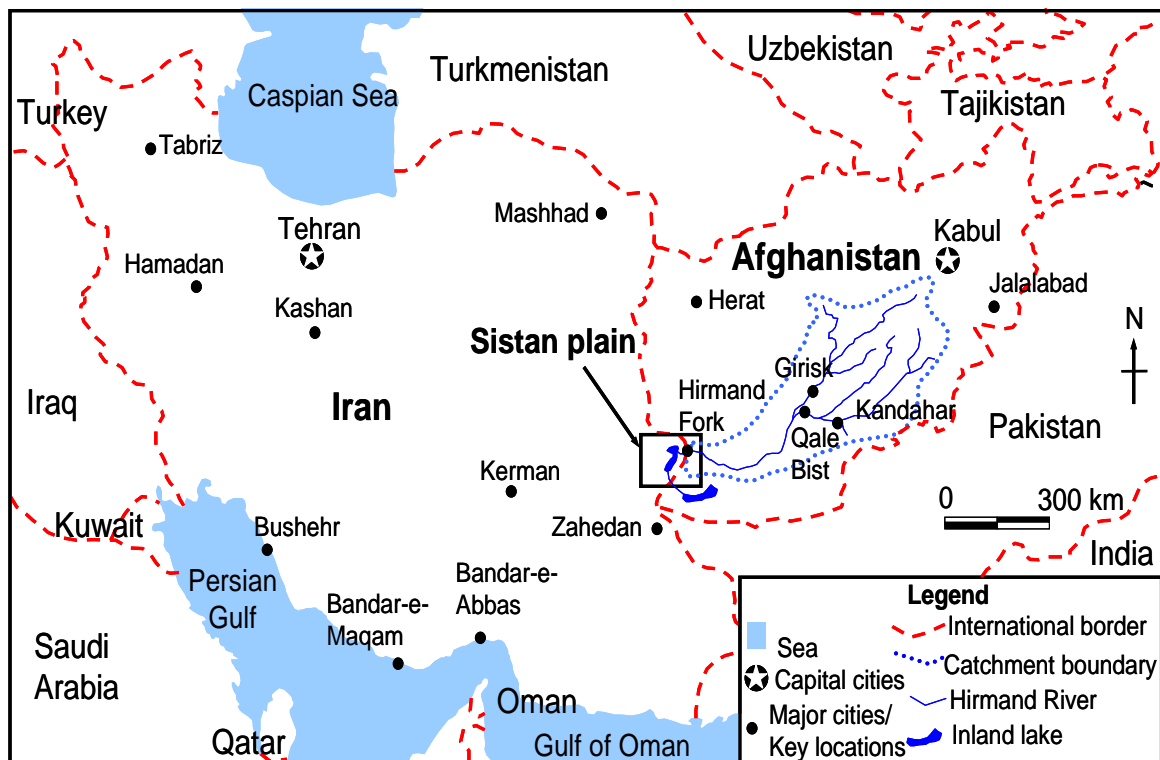 Uzbekistan
Turkmenistan
Caspian Sea
Tajikistan
Turkey
Tabriz
Mashhad
Tehran
Kabul
Afghanistan
Hamadan
Jalalabad
Herat
Kashan
N
Sistan plain
Girisk
Hirmand
Fork
Iraq
Iran
Kandahar
Pakistan
Qale
Bist
Kerman
0 300 km
Kuwait
Bushehr
Zahedan
India
Persian
Gulf
Bandar-e-
Abbas
Bandar-e-
Maqam
Saudi
Arabia
Oman
Qatar
Gulf of Oman
Legend
International border
Sea
Catchment boundary
Capital cities
Hirmand River
Major cities/
Key locations
Inland lake